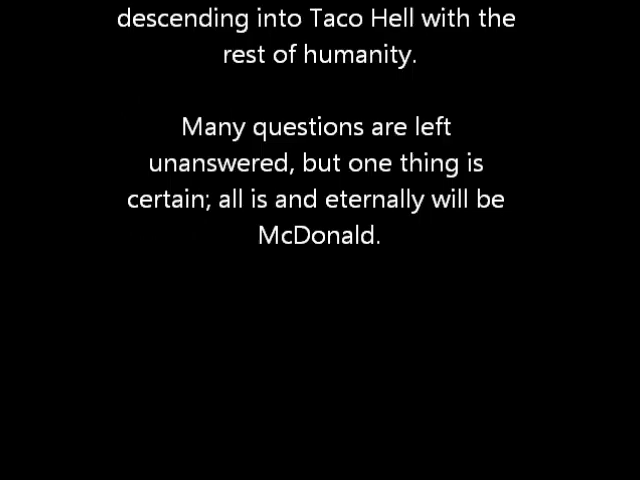 descending into Taco Hell with the
rest of humanity.
Many questions are left
unanswered, but one thing is
certain; all is and eternally will be
McDonald.